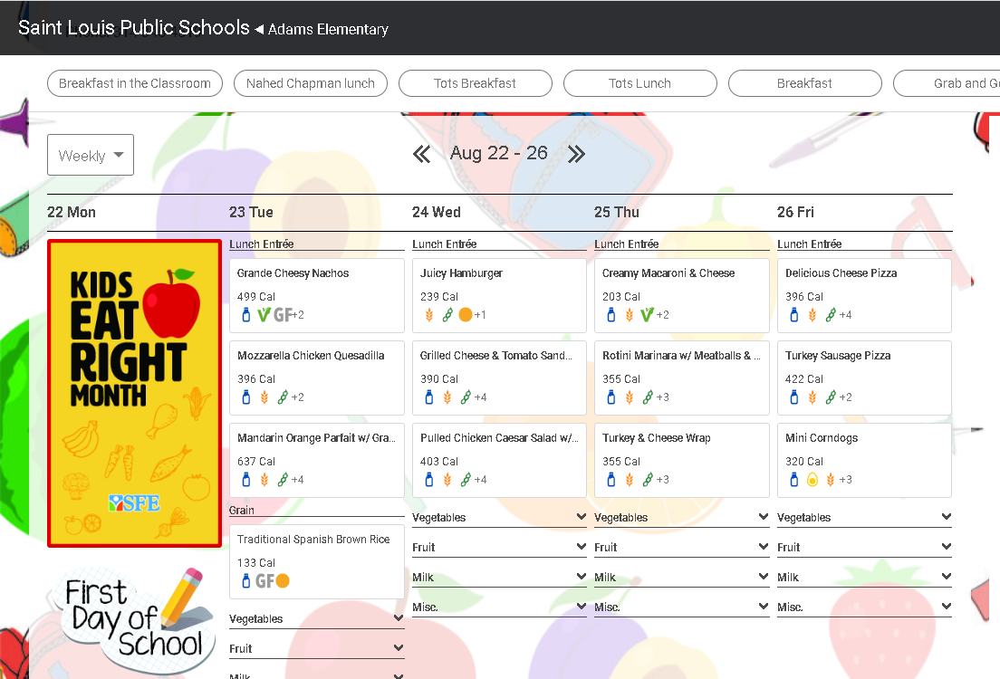 Saint Louis Public Schools ◀ Adams Elementary
Breakfast in the Classroom
Nahed Chapman lunch
Tots Breakfast
Tots Lunch
Breakfast
Grab and G
Weekly
Aug 22 - 26
22 Mon
23 Tue
24 Wed
25 Thu
26 Fri
KIDS
EAT
RIGHT
MONTH
SFE
First
Day of
School
Lunch Entrée
Grande Cheesy Nachos
499 Cal
GF+2
Mozzarella Chicken Quesadilla
396 Cal
+2
Mandarin Orange Parfait w/ Gra...
637 Cal
+4
Grain
Traditional Spanish Brown Rice
133 Cal
GF
Vegetables
Fruit
Milk
Lunch Entrée
Juicy Hamburger
239 Cal
+1
Grilled Cheese & Tomato Sand...
390 Cal
+4
Pulled Chicken Caesar Salad w/...
403 Cal
+4
Vegetables
Fruit
Milk
Misc.
Lunch Entrée
Creamy Macaroni & Cheese
203 Cal
+2
Rotini Marinara w/ Meatballs & ...
355 Cal
+3
Turkey & Cheese Wrap
355 Cal
+3
Vegetables
Fruit
Milk
Misc.
Lunch Entrée
Delicious Cheese Pizza
396 Cal
+4
Turkey Sausage Pizza
422 Cal
+2
Mini Corndogs
320 Cal
+3
Vegetables
Fruit
Milk
Misc.